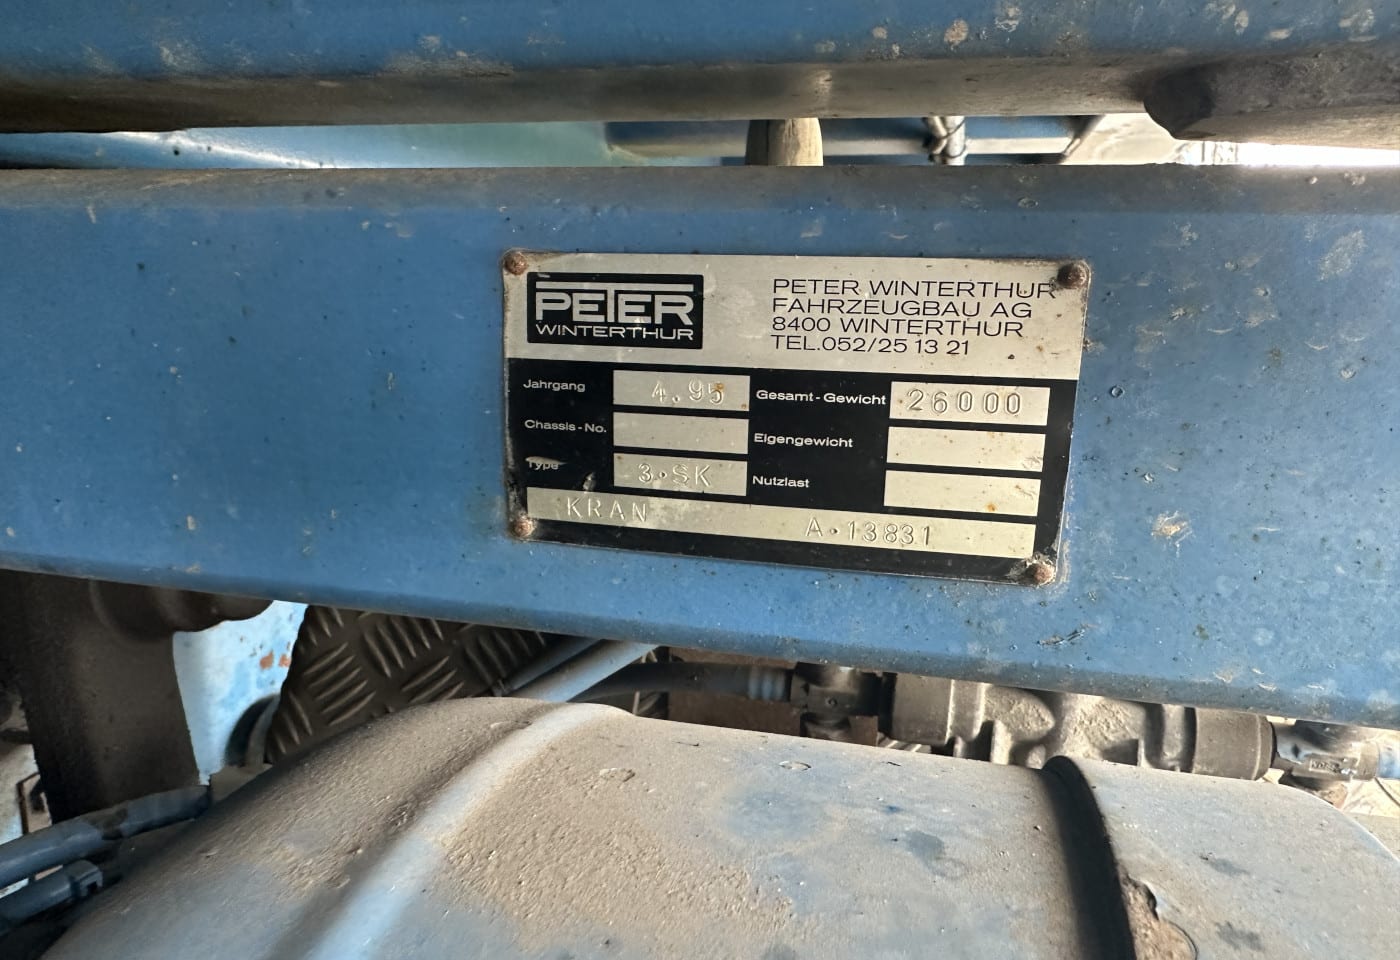 PETER
WINTERTHUR
PETER WINTERTHUR
FAHRZEUGBAU AG
8400 WINTERTHUR
TEL.052/25 13 21
Jahrgang 4.95 Gesamt-Gewicht 26000
Chassis-No. Eigengewicht
Type 3.SK Nutzlast
KRAN A.13831